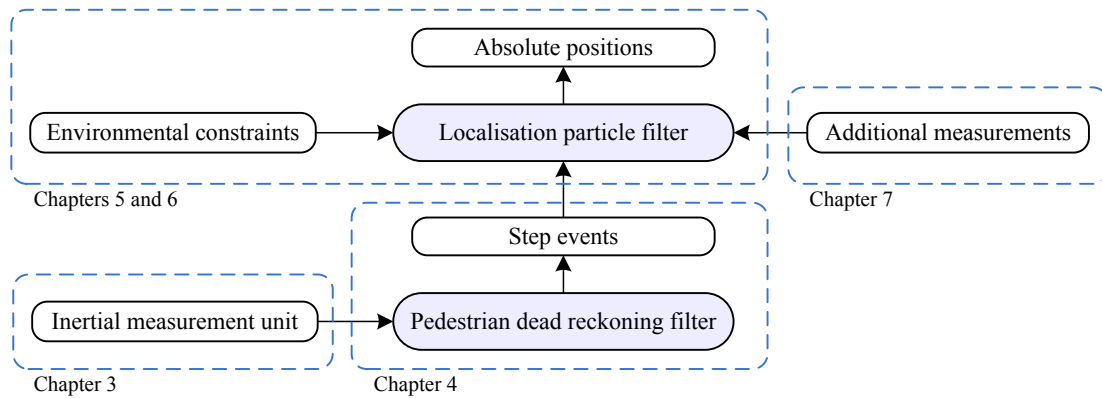 Absolute positions
Environmental constraints
Localisation particle filter
Additional measurements
Chapters 5 and 6
Chapter 7
Step events
Inertial measurement unit
Pedestrian dead reckoning filter
Chapter 3
Chapter 4